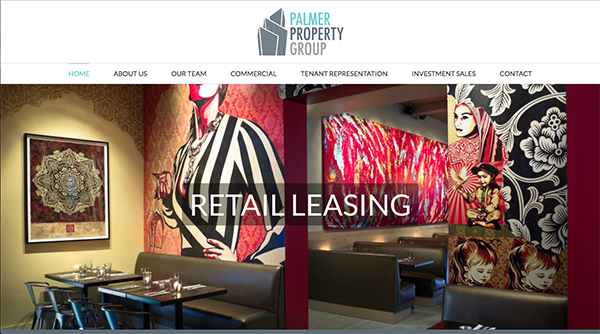 PALMER
PROPERTY
GROUP
HOME ABOUT US OUR TEAM COMMERCIAL TENANT REPRESENTATION INVESTMENT SALES CONTACT
RETAIL LEASING